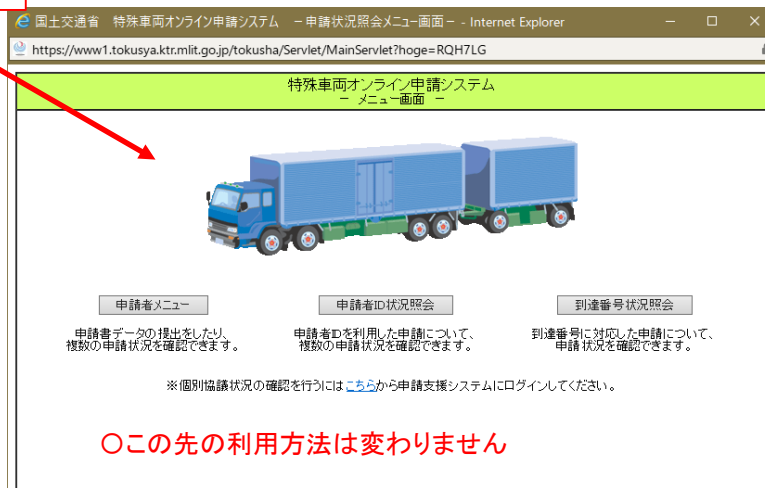 国土交通省 特殊車両オンライン申請システム －申請状況照会メニュー画面－ - Internet Explorer
https://www1.tokusya.ktr.mlit.go.jp/tokusha/Servlet/MainServlet?hoge=RQH7LG
特殊車両オンライン申請システム
－ メニュー画面 －
申請者メニュー
申請書データの提出をしたり、
複数の申請状況を確認できます。
申請者ID状況照会
申請者IDを利用した申請について、
複数の申請状況を確認できます。
到達番号状況照会
到達番号に対応した申請について、
申請状況を確認できます。
※個別協議状況の確認を行うにはこちらから申請支援システムにログインしてください。
〇この先の利用方法は変わりません